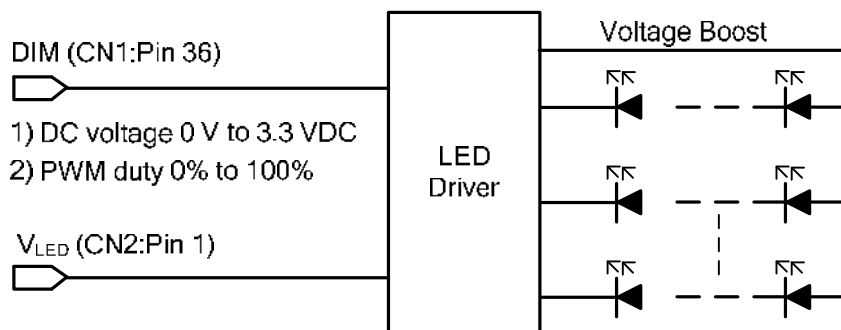 DIM (CN1:Pin 36)
1) DC voltage 0 V to 3.3 VDC
2) PWM duty 0% to 100%
VLED (CN2:Pin 1)
LED
Driver
Voltage Boost